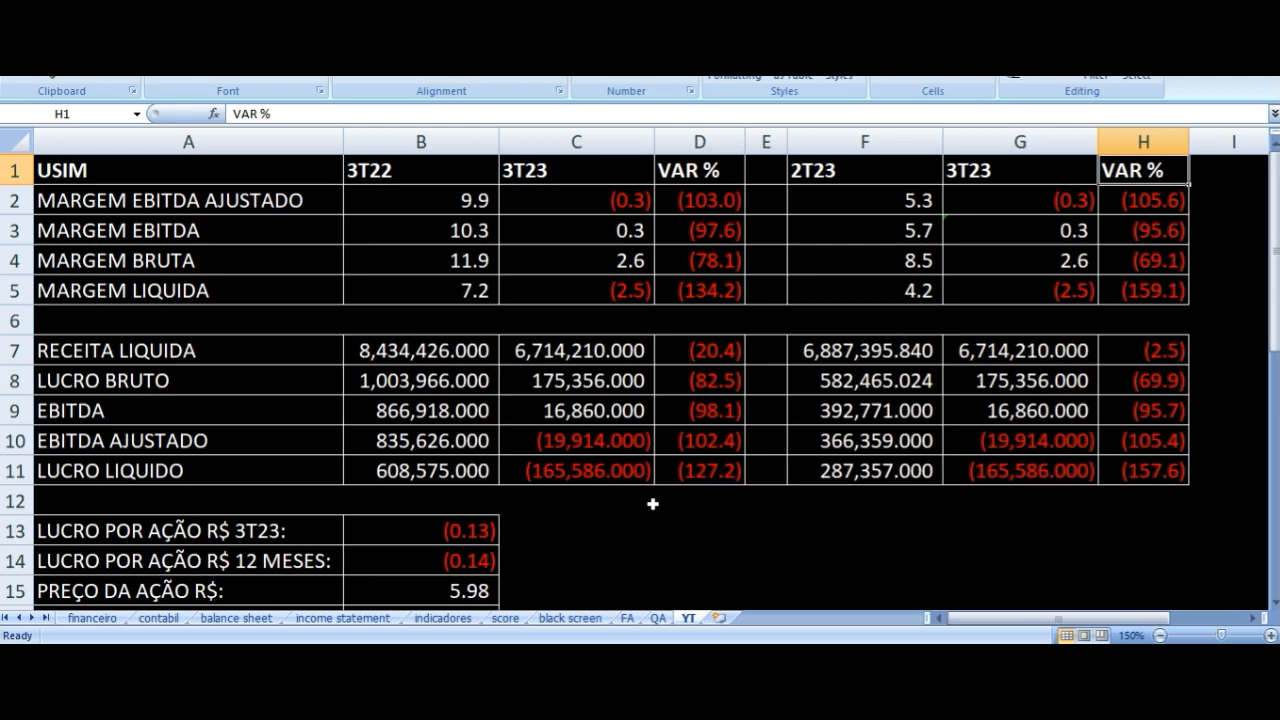 Formatting as Table Styles Filter Select
Clipboard Font Alignment Number Styles Cells Editing
H1 fx VAR %
A B C D E F G H I
1 USIM 3T22 3T23 VAR % 2T23 3T23 VAR %
2 MARGEM EBITDA AJUSTADO 9.9 (0.3) (103.0) 5.3 (0.3) (105.6)
3 MARGEM EBITDA 10.3 0.3 (97.6) 5.7 0.3 (95.6)
4 MARGEM BRUTA 11.9 2.6 (78.1) 8.5 2.6 (69.1)
5 MARGEM LIQUIDA 7.2 (2.5) (134.2) 4.2 (2.5) (159.1)
6
7 RECEITA LIQUIDA 8,434,426.000 6,714,210.000 (20.4) 6,887,395.840 6,714,210.000 (2.5)
8 LUCRO BRUTO 1,003,966.000 175,356.000 (82.5) 582,465.024 175,356.000 (69.9)
9 EBITDA 866,918.000 16,860.000 (98.1) 392,771.000 16,860.000 (95.7)
10 EBITDA AJUSTADO 835,626.000 (19,914.000) (102.4) 366,359.000 (19,914.000) (105.4)
11 LUCRO LIQUIDO 608,575.000 (165,586.000) (127.2) 287,357.000 (165,586.000) (157.6)
12
13 LUCRO POR AÇÃO R$ 3T23: (0.13)
14 LUCRO POR AÇÃO R$ 12 MESES: (0.14)
15 PREÇO DA AÇÃO R$: 5.98
financeiro contabil balance sheet income statement indicadores score black screen FA QA YT
Ready 150%